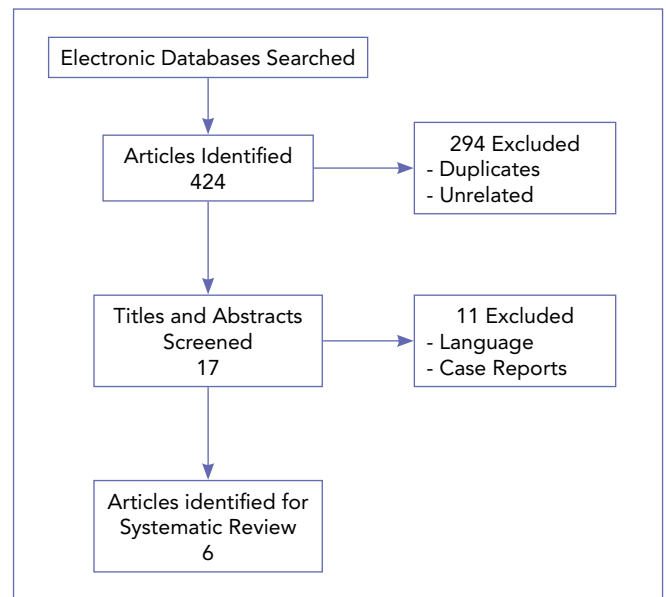 Electronic Databases Searched
Articles Identified
424
294 Excluded
- Duplicates
- Unrelated
Titles and Abstracts
Screened
17
11 Excluded
- Language
- Case Reports
Articles identified for
Systematic Review
6